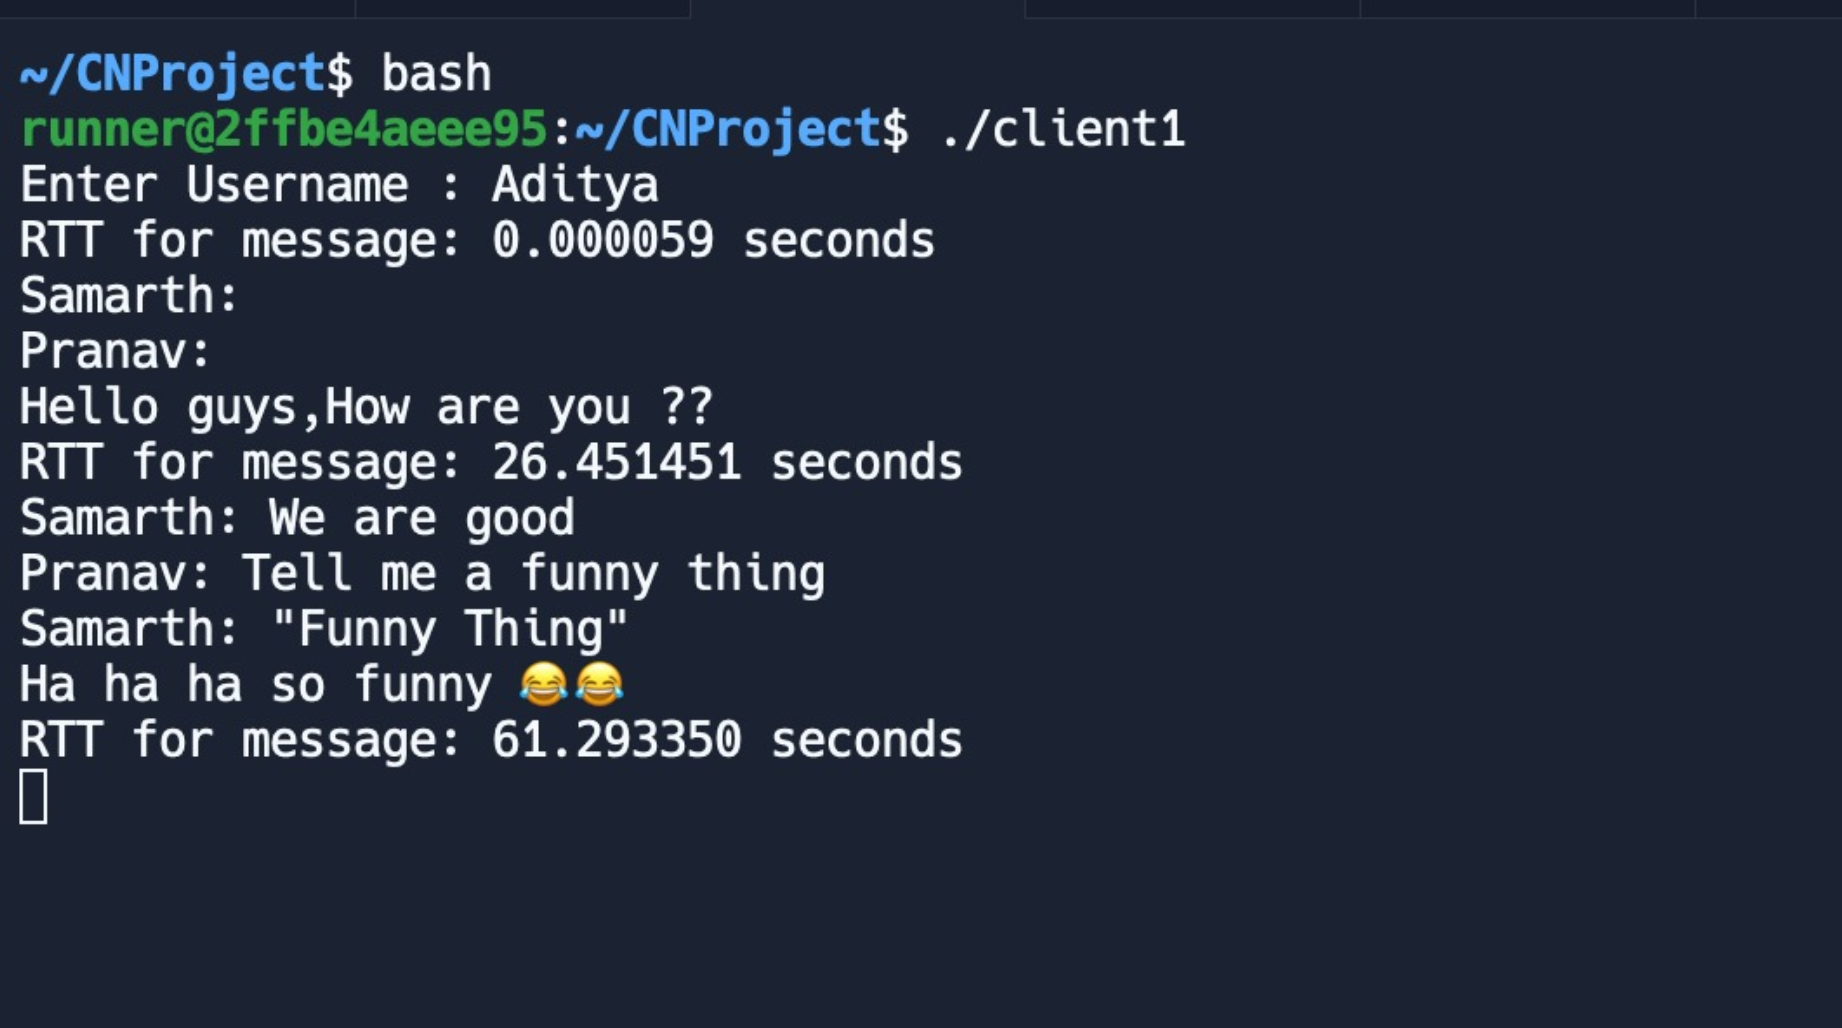 ~/CNProject$ bash
runner@2ffbe4aeee95:~/CNProject$ ./client1
Enter Username : Aditya
RTT for message: 0.000059 seconds
Samarth:
Pranav:
Hello guys,How are you ??
RTT for message: 26.451451 seconds
Samarth: We are good
Pranav: Tell me a funny thing
Samarth: "Funny Thing"
Ha ha ha so funny 😂😂
RTT for message: 61.293350 seconds